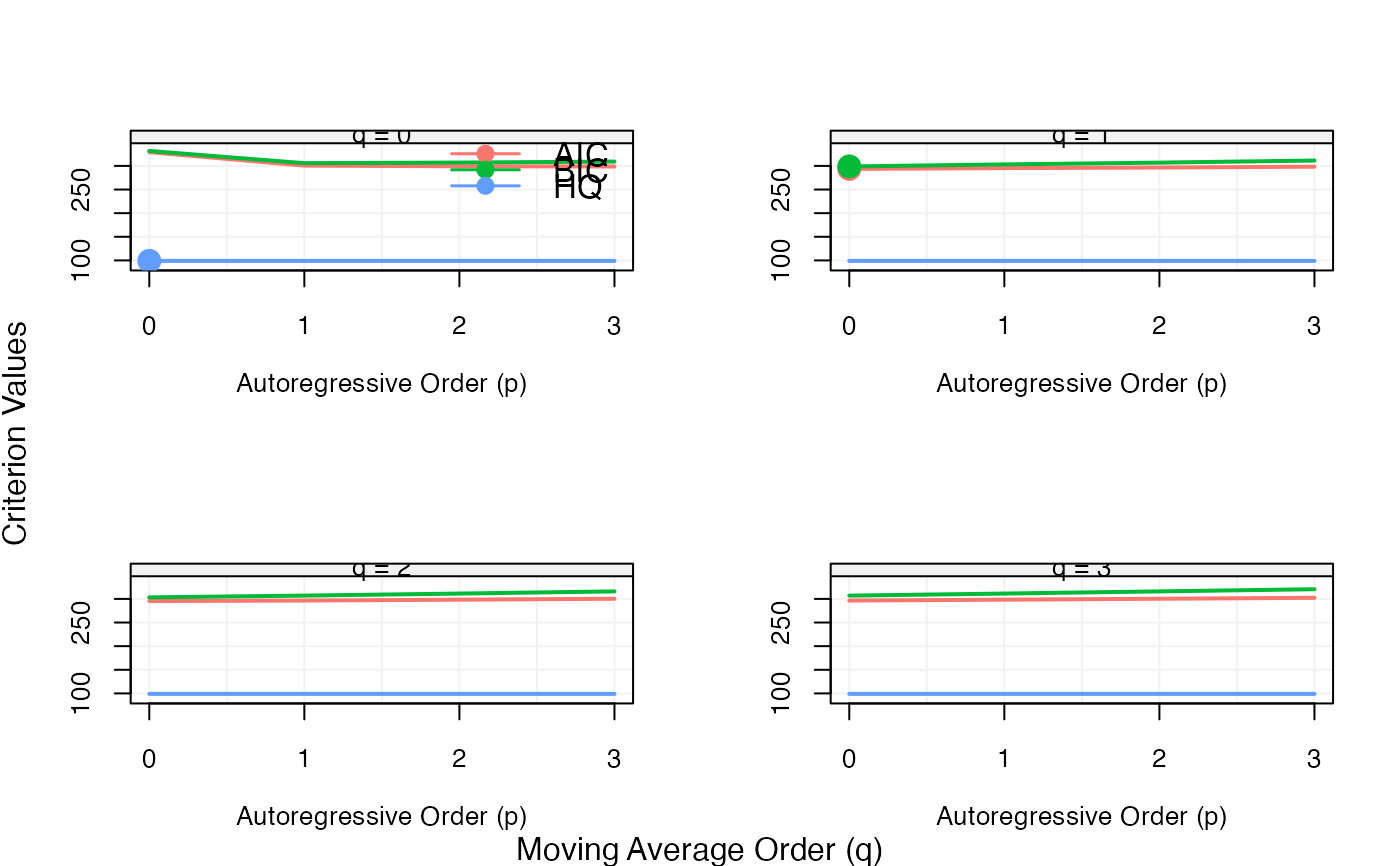 Criterion Values
q = 0
AIC
BIC
HQ
250
100
0 1 2 3
Autoregressive Order (p)
q = 1
250
100
0 1 2 3
Autoregressive Order (p)
q = 2
250
100
0 1 2 3
Autoregressive Order (p)
q = 3
250
100
0 1 2 3
Autoregressive Order (p)
Moving Average Order (q)